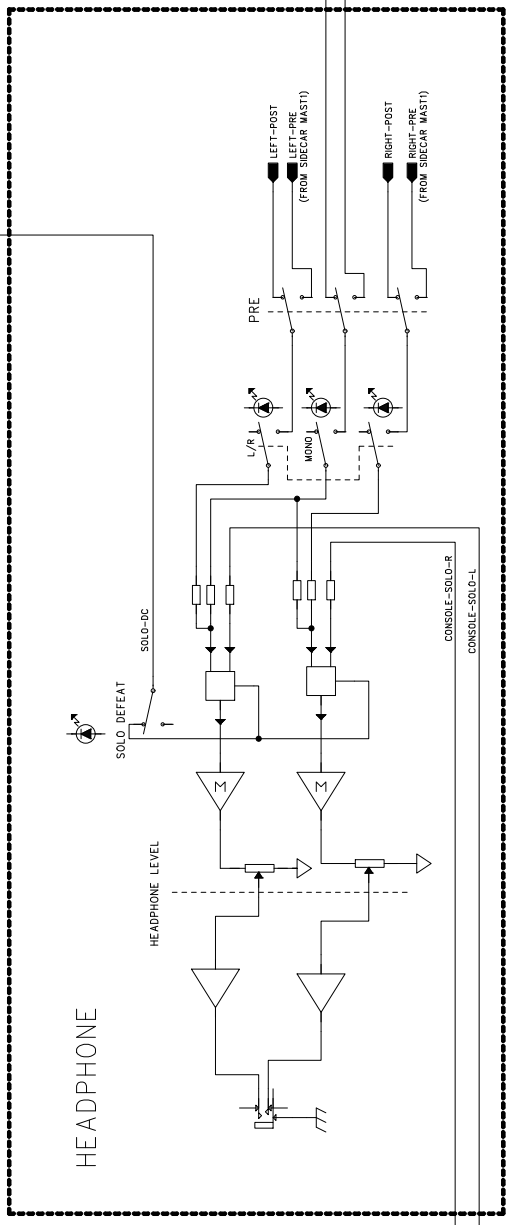 LEFT-POST
LEFT-PRE
(FROM SIDECAR MAST1)
RIGHT-POST
RIGHT-PRE
(FROM SIDECAR MAST1)
PRE
L/R
MONO
SOLO-DC
CONSOLE-SOLO-R
CONSOLE-SOLO-L
SOLO DEFEAT
M
M
HEADPHONE LEVEL
HEADPHONE